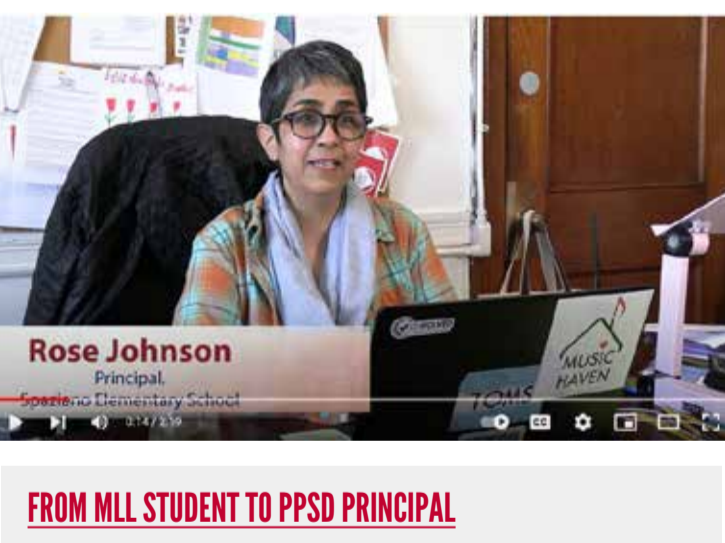 Rose Johnson
Principal,
Spaziano Elementary School
TOMS
MUSIC
HAVEN
0:14 / 2:19
CC
FROM MLL STUDENT TO PPSD PRINCIPAL